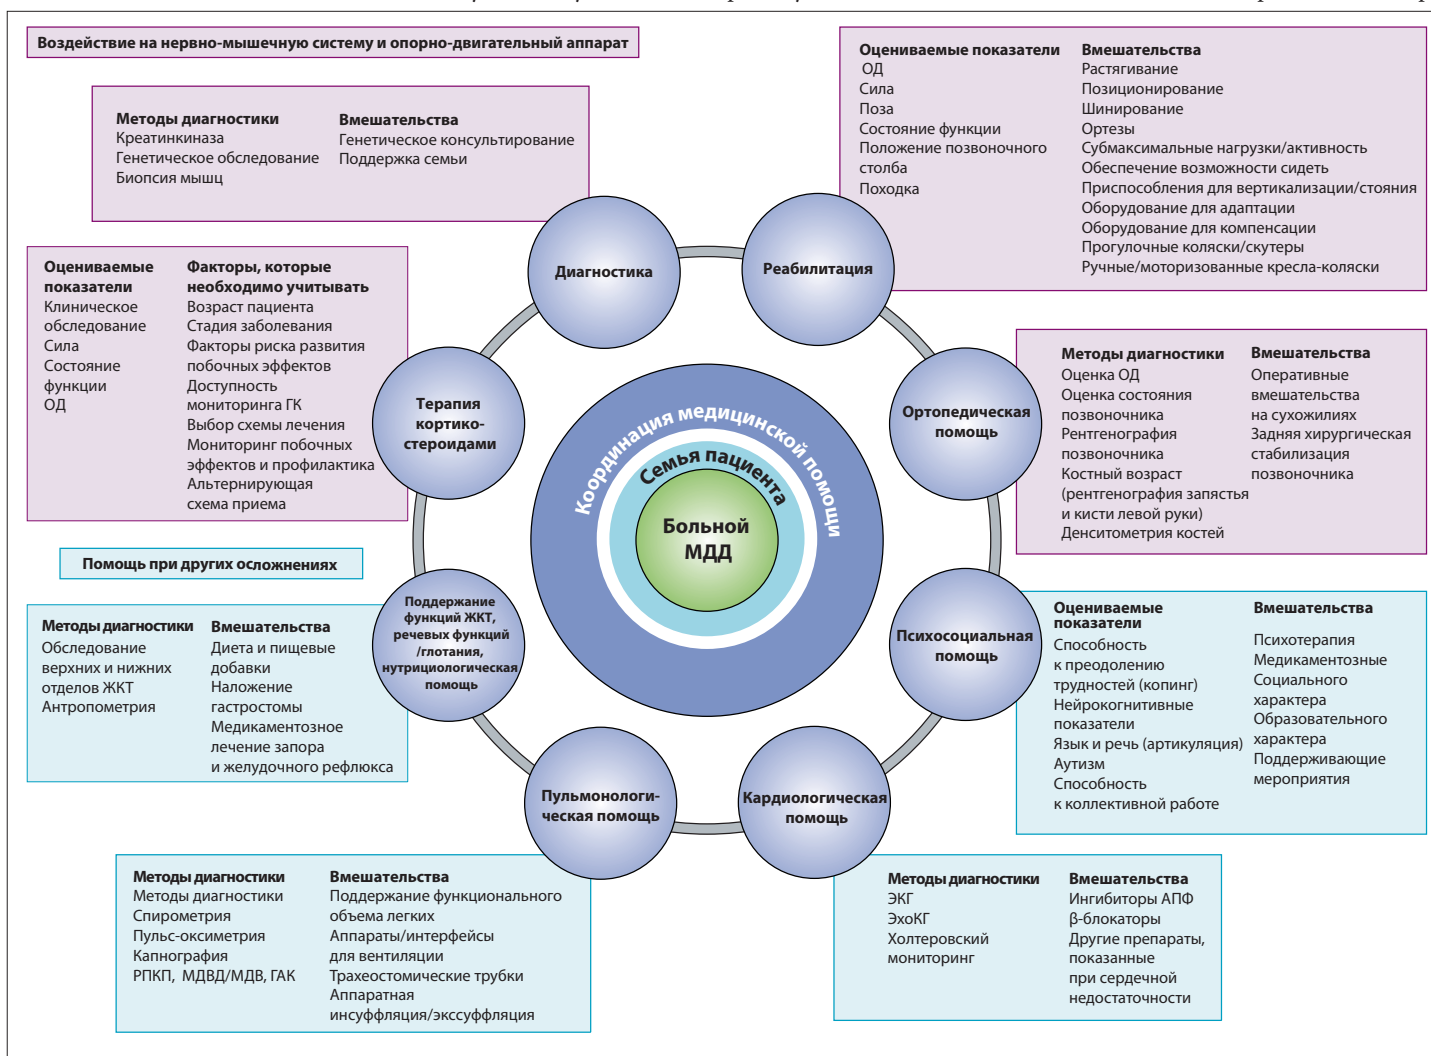 Воздействие на нервно-мышечную систему и опорно-двигательный аппарат
Методы диагностики
Креатинкиназа
Генетическое обследование
Биопсия мышц
Вмешательства
Генетическое консультирование
Поддержка семьи
Оцениваемые показатели
ОД
Сила
Поза
Состояние функции
Положение позвоночного
столба
Походка
Вмешательства
Растягивание
Позиционирование
Шинирование
Ортезы
Субмаксимальные нагрузки/активность
Обеспечение возможности сидеть
Приспособления для вертикализации/стояния
Оборудование для адаптации
Оборудование для компенсации
Прогулочные коляски/скутеры
Ручные/моторизованные кресла-коляски
Диагностика
Реабилитация
Оцениваемые
показатели
Клиническое
обследование
Сила
Состояние
функции
ОД
Факторы, которые
необходимо учитывать
Возраст пациента
Стадия заболевания
Факторы риска развития
побочных эффектов
Доступность
мониторинга ГК
Выбор схемы лечения
Мониторинг побочных
эффектов и профилактика
Альтернирующая
схема приема
Терапия
кортико-
стероидами
Ортопедическая
помощь
Методы диагностики
Оценка ОД
Оценка состояния
позвоночника
Рентгенография
позвоночника
Костный возраст
(рентгенография запястья
и кисти левой руки)
Денситометрия костей
Вмешательства
Оперативные
вмешательства
на сухожилиях
Задняя хирургическая
стабилизация
позвоночника
Координация медицинской помощи
Семья пациента
Больной
МДД
Помощь при других осложнениях
Методы диагностики
Обследование
верхних и нижних
отделов ЖКТ
Антропометрия
Вмешательства
Диета и пищевые
добавки
Наложение
гастростомы
Медикаментозное
лечение запора
и желудочного рефлюкса
Поддержание
функций ЖКТ,
речевых функций
/глотания,
нутрициологическая
помощь
Психосоциальная
помощь
Оцениваемые
показатели
Способность
к преодолению
трудностей (копинг)
Нейрокогнитивные
показатели
Язык и речь (артикуляция)
Аутизм
Способность
к коллективной работе
Вмешательства
Психотерапия
Медикаментозные
Социального
характера
Образовательного
характера
Поддерживающие
мероприятия
Пульмонологи-
ческая помощь
Кардиологическая
помощь
Методы диагностики
Методы диагностики
Спирометрия
Пульс-оксиметрия
Капнография
РПКП, МДВД/МДВ, ГАК
Вмешательства
Поддержание функционального
объема легких
Аппараты/интерфейсы
для вентиляции
Трахеостомические трубки
Аппаратная
инсуффляция/экссуффляция
Методы диагностики
ЭКГ
ЭхоКГ
Холтеровский
мониторинг
Вмешательства
Ингибиторы АПФ
β-блокаторы
Другие препараты,
показанные
при сердечной
недостаточности